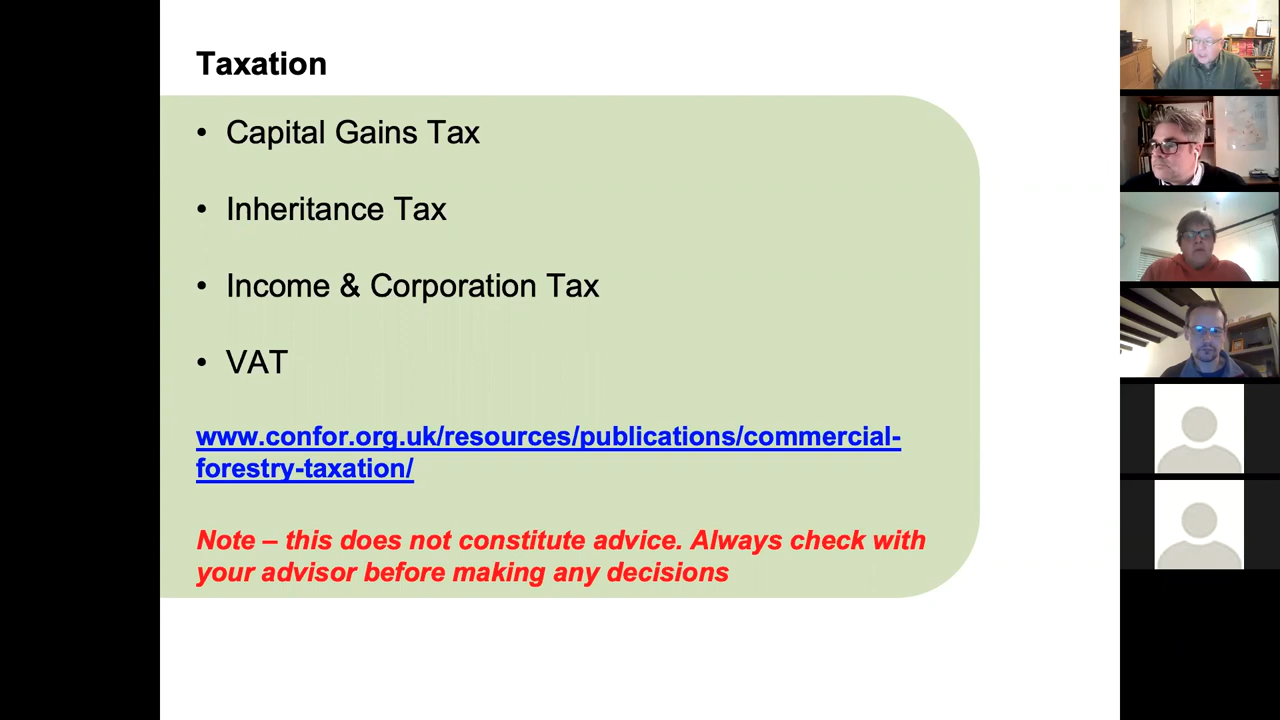 Taxation
• Capital Gains Tax
• Inheritance Tax
• Income & Corporation Tax
• VAT
www.confor.org.uk/resources/publications/commercial-
forestry-taxation/
Note – this does not constitute advice. Always check with
your advisor before making any decisions